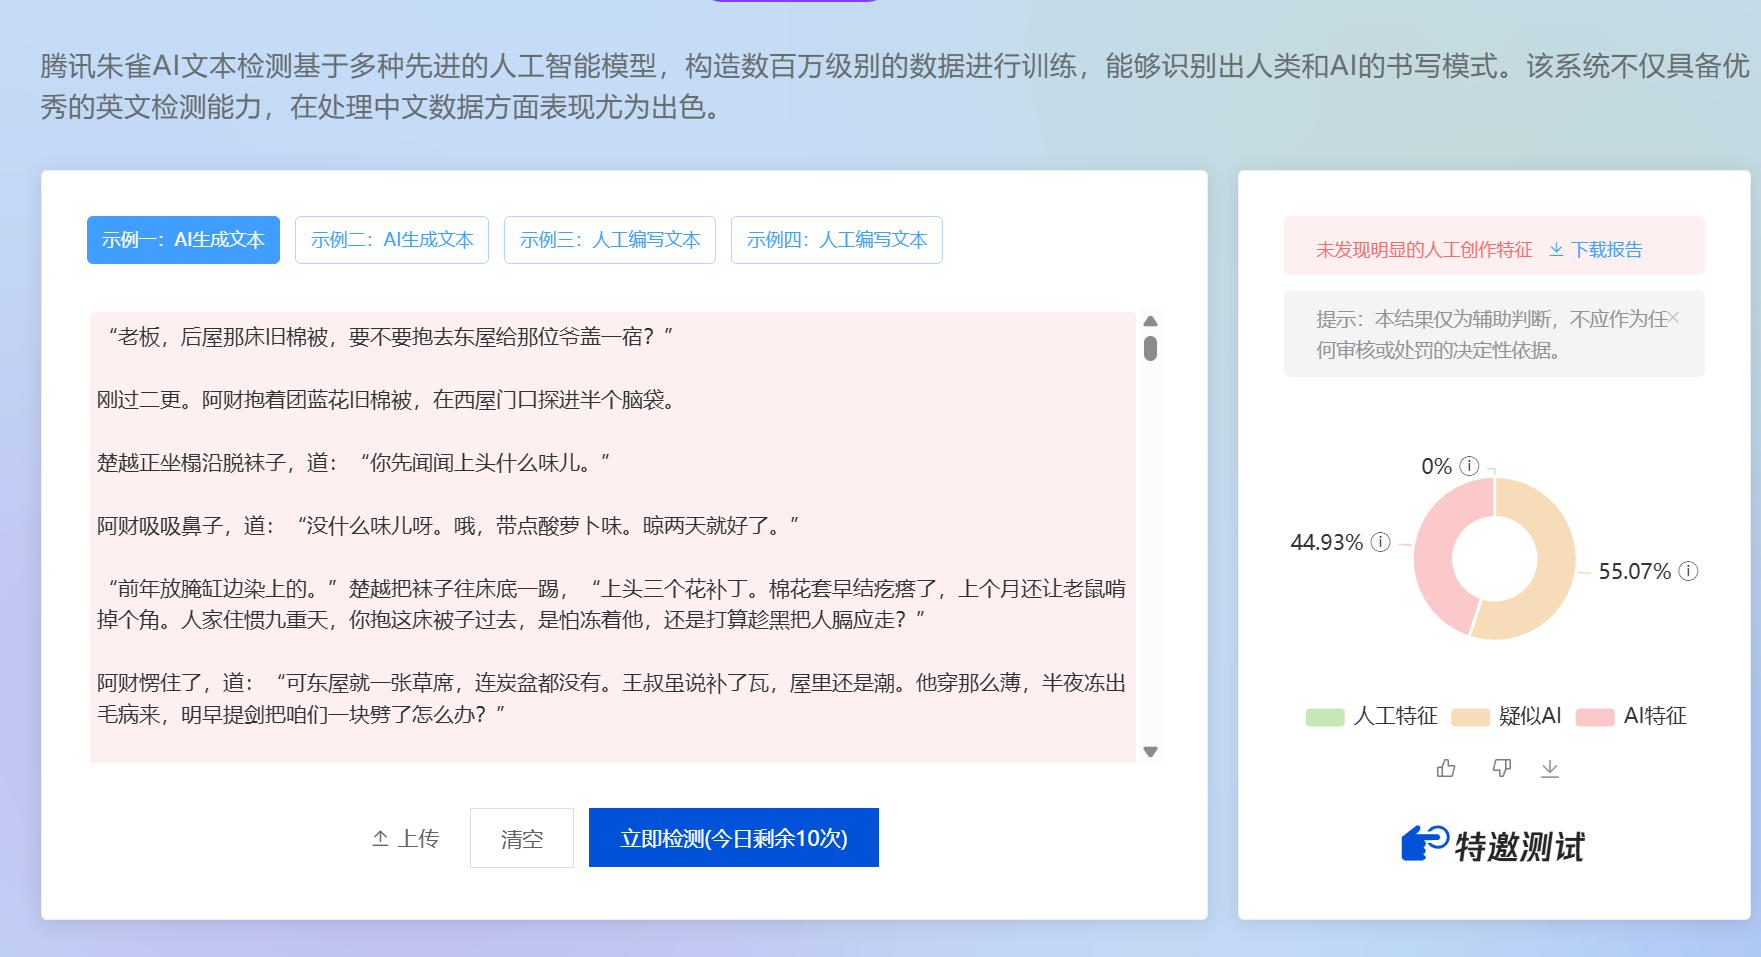 腾讯朱雀AI文本检测基于多种先进的人工智能模型，构造数百万级别的数据进行训练，能够识别出人类和AI的书写模式。该系统不仅具备优
秀的英文检测能力，在处理中文数据方面表现尤为出色。
示例一：AI生成文本
示例二：AI生成文本
示例三：人工编写文本
示例四：人工编写文本
“老板，后屋那床旧棉被，要不要抱去东屋给那位爷盖一宿？”
刚过二更。阿财抱着团蓝花旧棉被，在西屋门口探进半个脑袋。
楚越正坐榻沿脱袜子，道：“你先闻闻上头什么味儿。”
阿财吸吸鼻子，道：“没什么味儿呀。哦，带点酸萝卜味。晾两天就好了。”
“前年放腌缸边染上的。”楚越把袜子往床底一踢，“上头三个花补丁。棉花套早结疙瘩了，上个月还让老鼠啃
掉个角。人家住惯九重天，你抱这床被子过去，是怕冻着他，还是打算趁黑把人膈应走？”
阿财愣住了，道：“可东屋就一张草席，连炭盆都没有。王叔虽说补了瓦，屋里还是潮。他穿那么薄，半夜冻出
毛病来，明早提剑把咱们一块劈了怎么办？”
上传
清空
立即检测(今日剩余10次)
未发现明显的人工创作特征
下载报告
提示：本结果仅为辅助判断，不应作为任
何审核或处罚的决定性依据。
0%
44.93%
55.07%
人工特征
疑似AI
AI特征
特邀测试